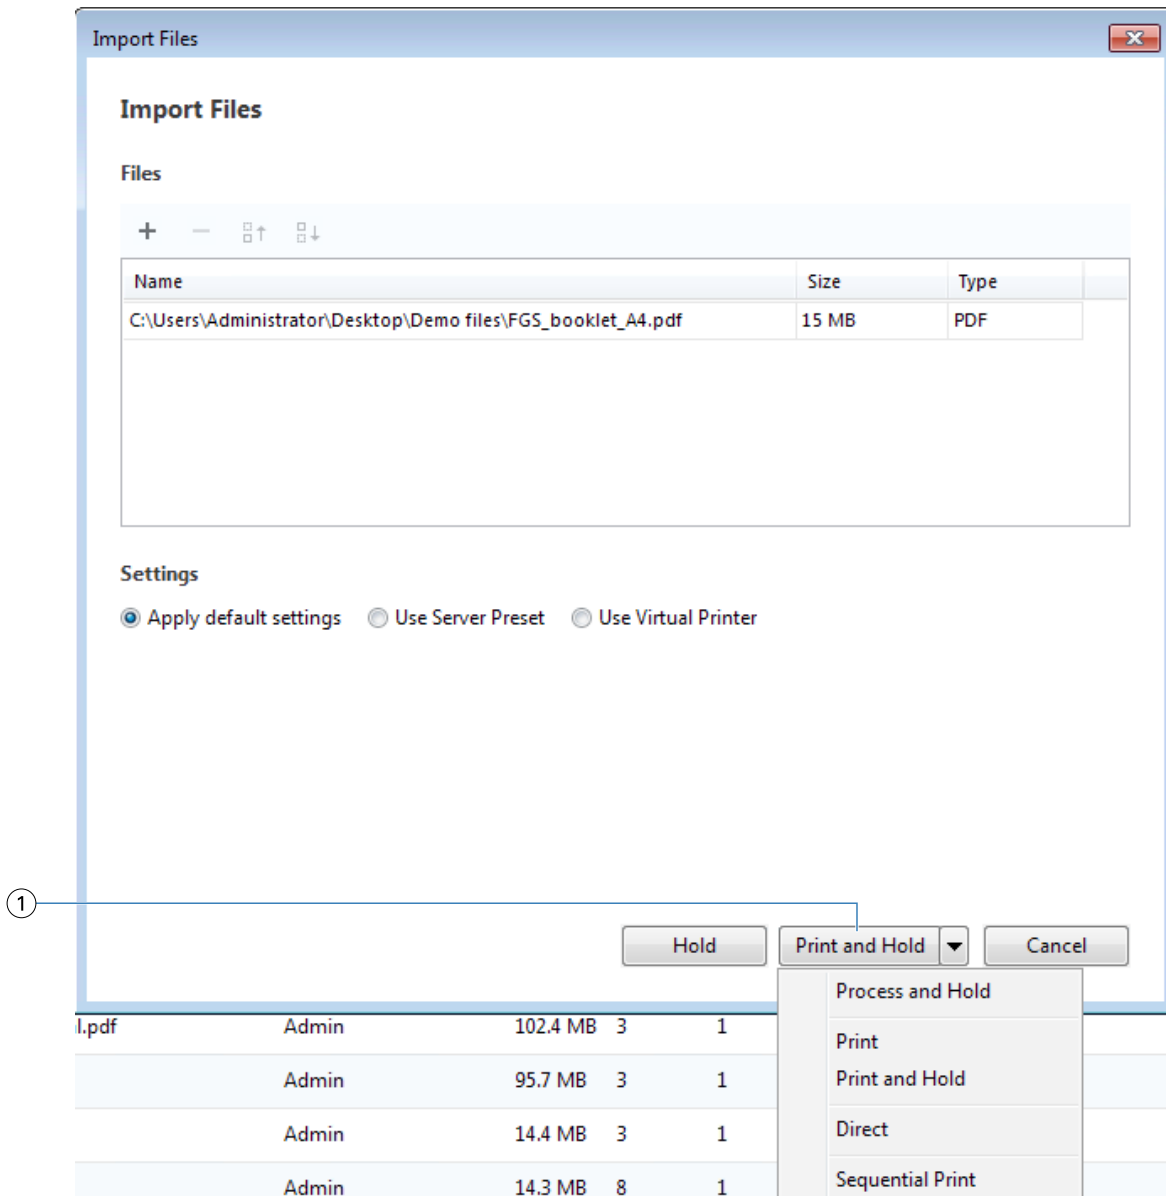 Import Files
Import Files
Files
Name Size Type
C:\Users\Administrator\Desktop\Demo files\FGS_booklet_A4.pdf 15 MB PDF
Settings
Apply default settings Use Server Preset Use Virtual Printer
1
Hold Print and Hold Cancel
Process and Hold
l.pdf Admin 102.4 MB 3 1
Print
Admin 95.7 MB 3 1 Print and Hold
Admin 14.4 MB 3 1 Direct
Admin 14.3 MB 8 1 Sequential Print